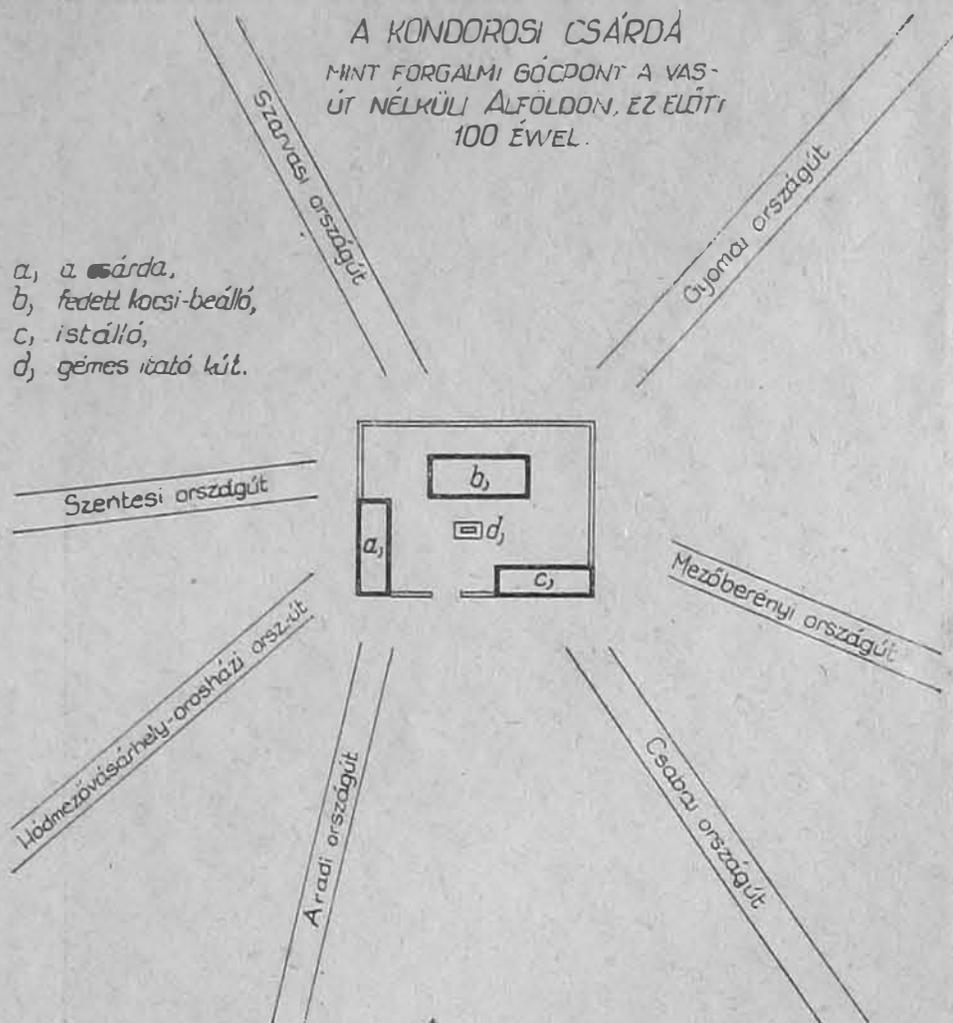 A KONDOROSI CSÁRDA
MINT FORGALMI GÓCPONT A VAS-
ÚT NÉLKÜLI ALFÖLDÖN, EZ ELŐTT
100 ÉVVEL.
Szarvasi országút
Gyomai országút
a, a csárda,
b, fedett kocsi-beálló,
c, istálló,
d, gémes itató kút.
Szentesi országút
b,
d,
a,
c,
Mezőberényi országút
Hódmezővásárhely-orosházi orsz.-út
Aradi országút
Csabai országút